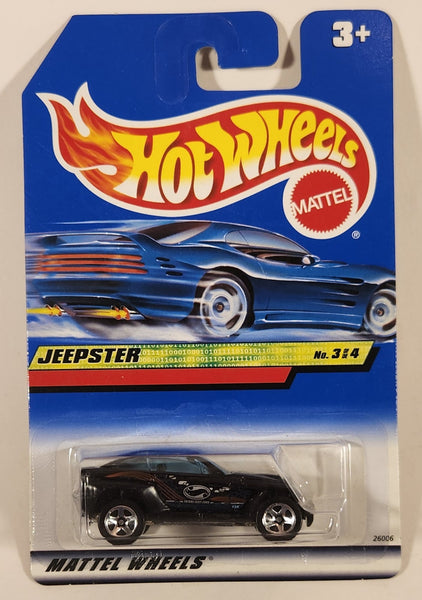 3+
HOT WHEELS
MATTEL
®
JEEPSTER
No. 3 OF 4
26006
MATTEL WHEELS®